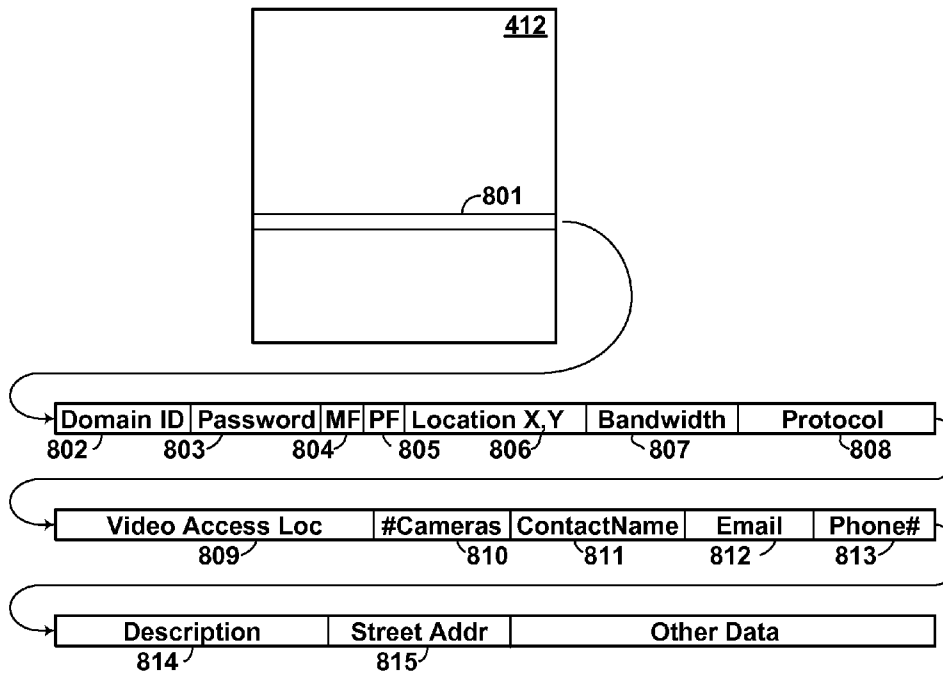 412
801
Domain ID Password MF PF Location X,Y Bandwidth Protocol
802 803 804 805 806 807 808
Video Access Loc #Cameras ContactName Email Phone#
809 810 811 812 813
Description Street Addr Other Data
814 815